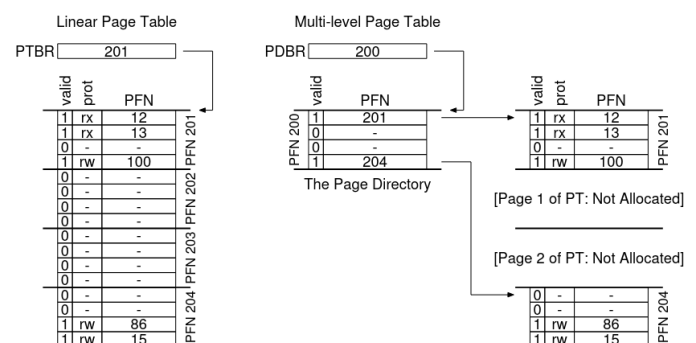 Linear Page Table
PTBR 201
valid prot PFN
1 rx 12
1 rx 13
0 - -
1 rw 100
PFN 201
0 - -
0 - -
0 - -
0 - -
PFN 202
0 - -
0 - -
0 - -
0 - -
PFN 203
0 - -
0 - -
1 rw 86
1 rw 15
PFN 204
Multi-level Page Table
PDBR 200
valid PFN
1 201
0 -
0 -
1 204
PFN 200
The Page Directory
valid prot PFN
1 rx 12
1 rx 13
0 - -
1 rw 100
PFN 201
[Page 1 of PT: Not Allocated]
[Page 2 of PT: Not Allocated]
0 - -
0 - -
1 rw 86
1 rw 15
PFN 204